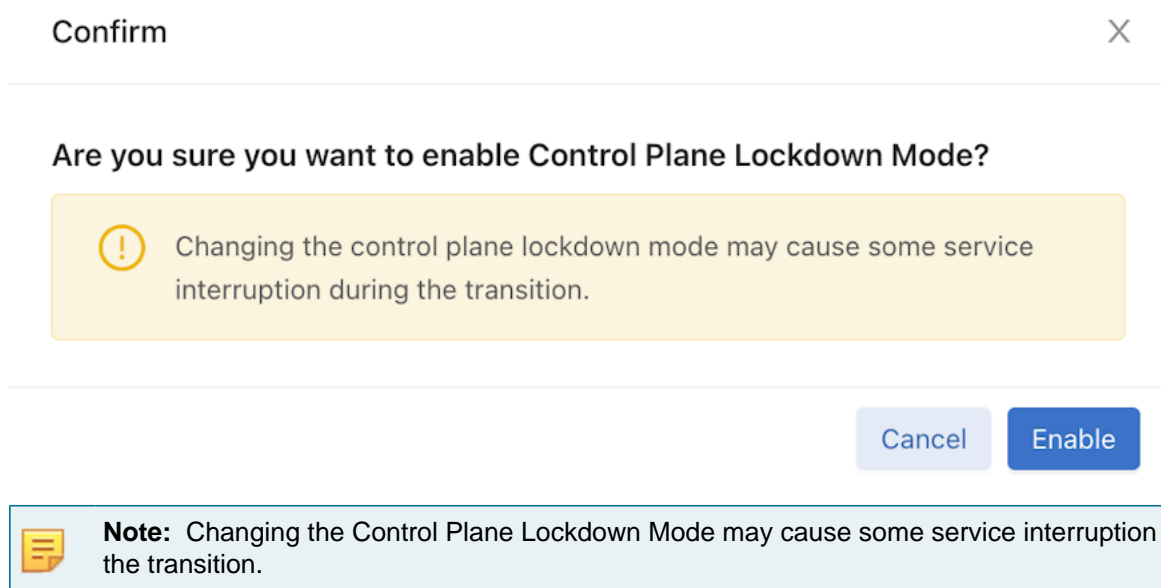 Confirm
Are you sure you want to enable Control Plane Lockdown Mode?
Changing the control plane lockdown mode may cause some service
interruption during the transition.
Cancel
Enable
Note: Changing the Control Plane Lockdown Mode may cause some service interruption
the transition.